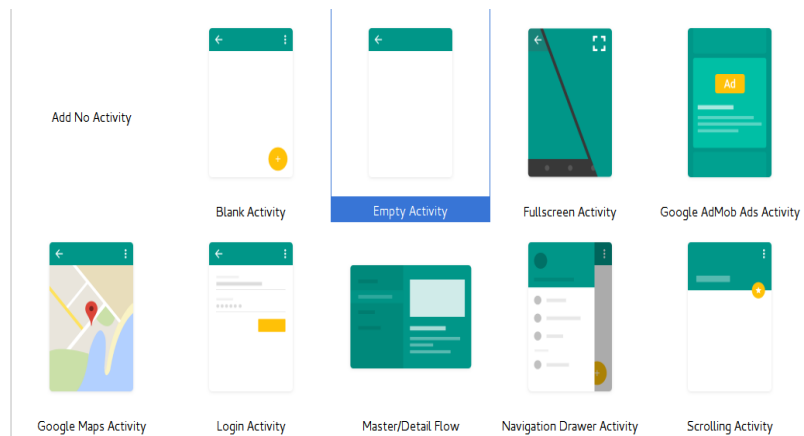 Add No Activity
Ad
Blank Activity
Empty Activity
Fullscreen Activity
Google AdMob Ads Activity
Google Maps Activity
Login Activity
Master/Detail Flow
Navigation Drawer Activity
Scrolling Activity